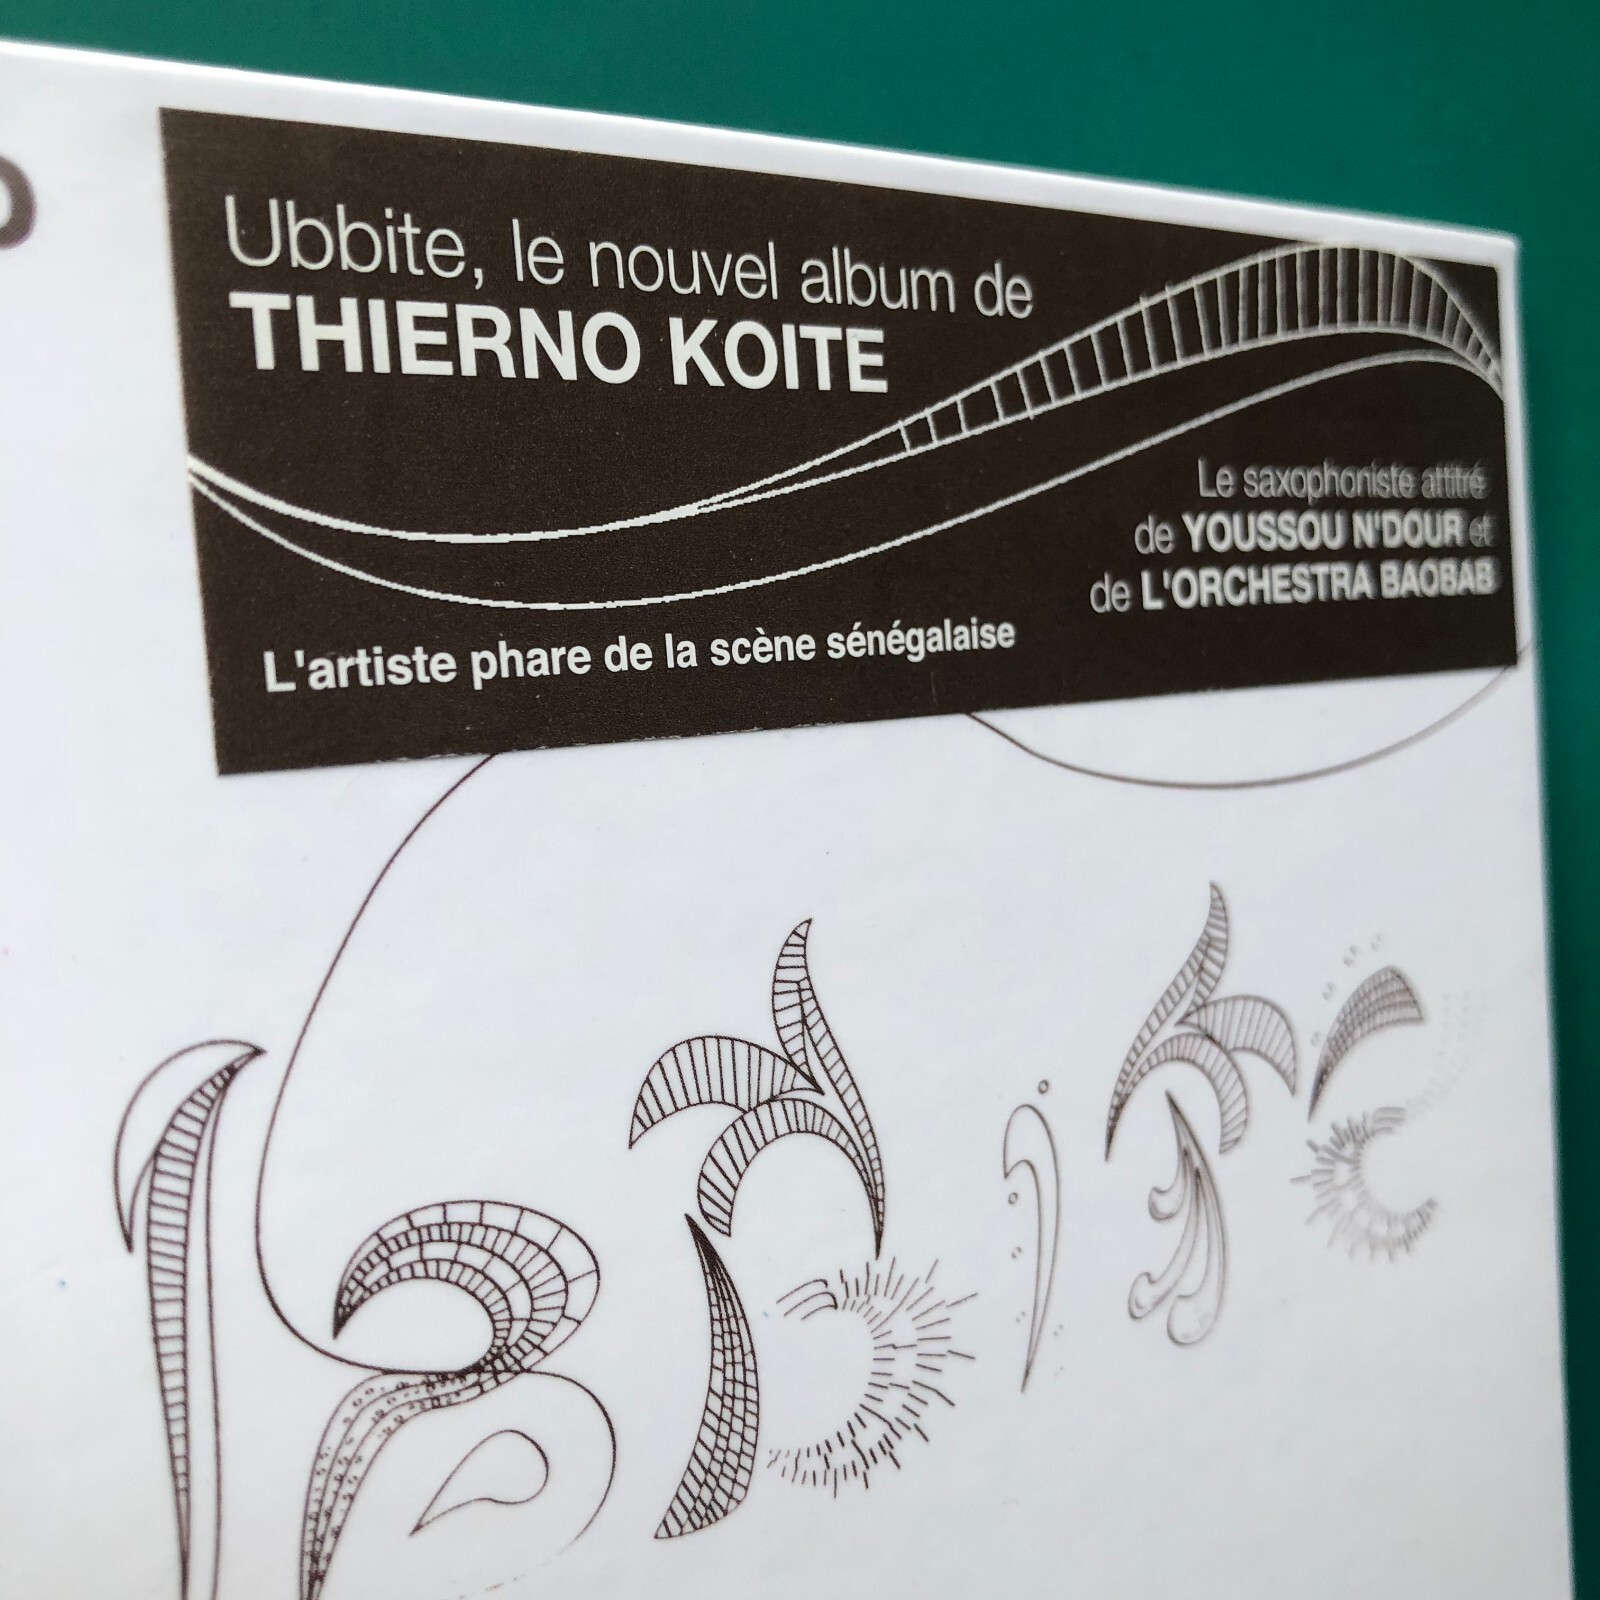 Ubbite, le nouvel album de
THIERNO KOITE
Le saxophoniste attitré
de YOUSSOU N'DOUR et
de L'ORCHESTRA BAOBAB
L'artiste phare de la scène sénégalaise